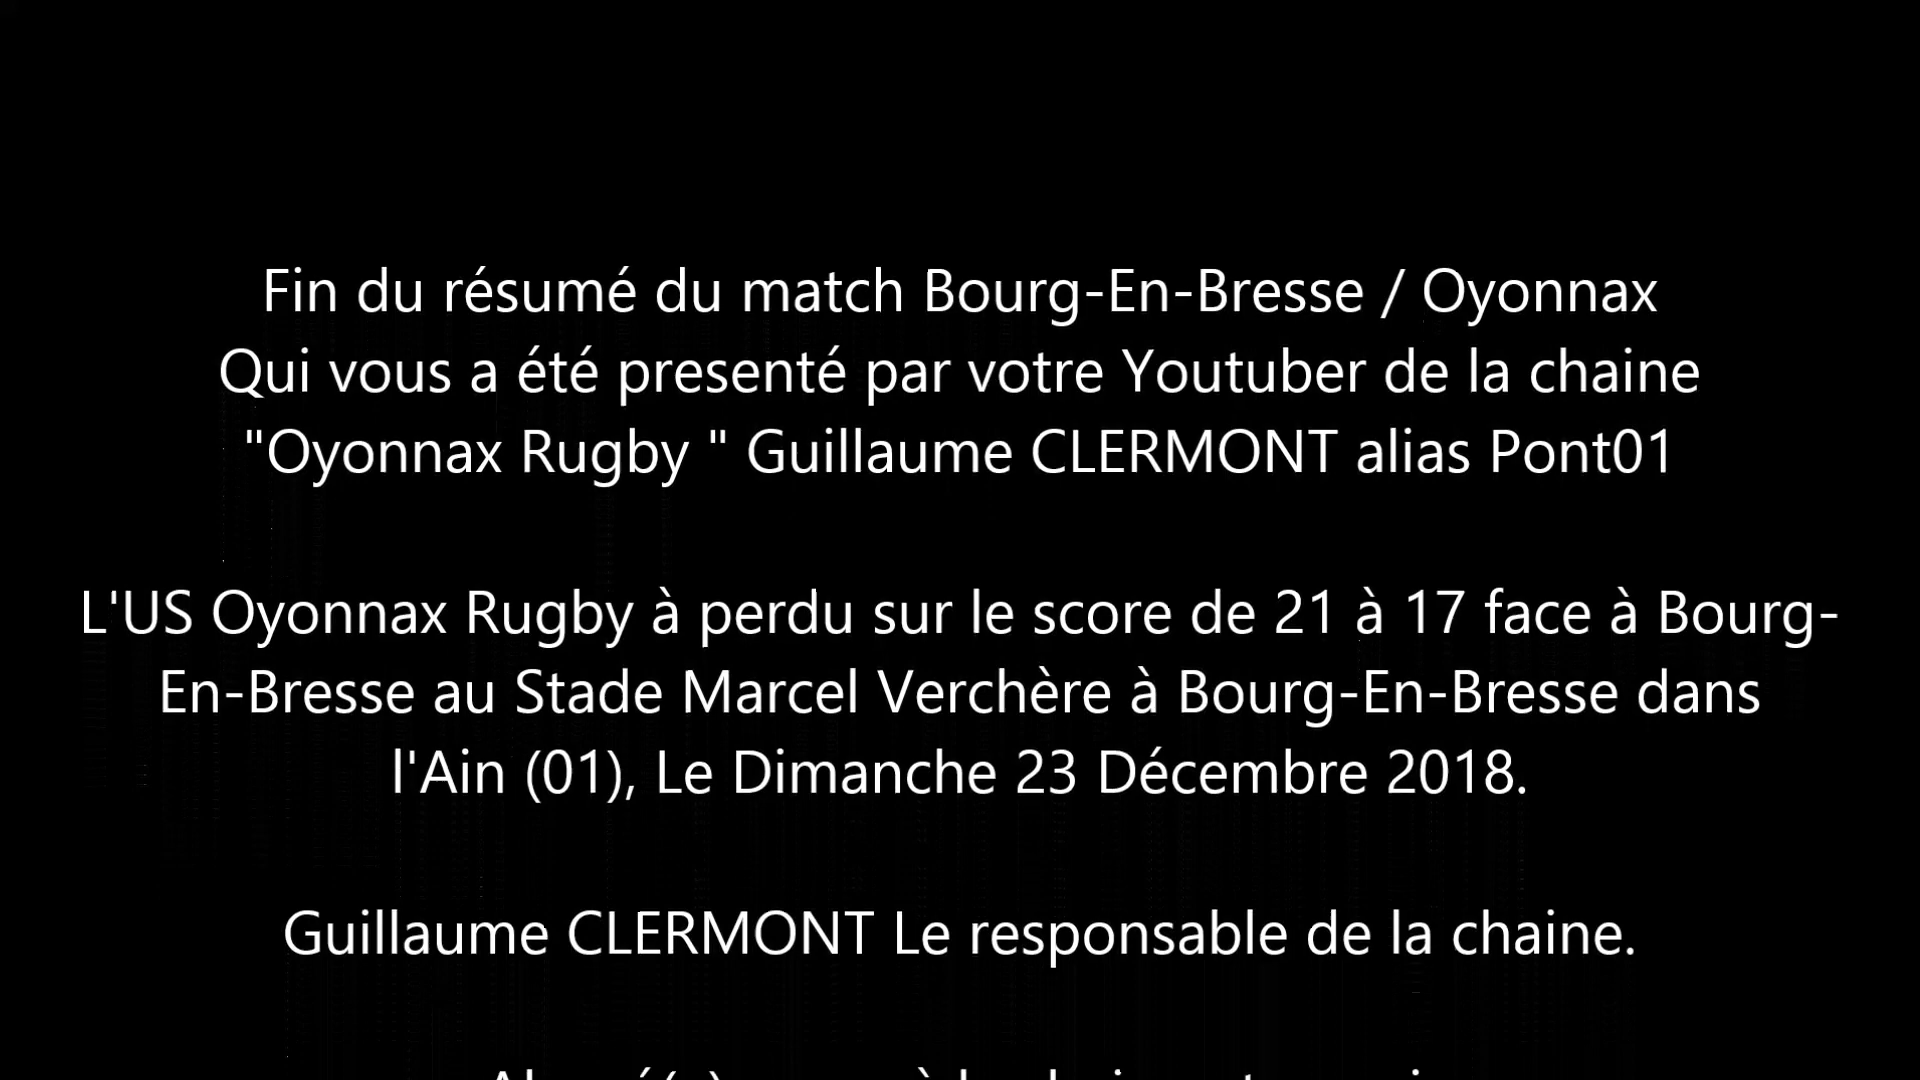 Fin du résumé du match Bourg-En-Bresse / Oyonnax
Qui vous a été presenté par votre Youtuber de la chaine
"Oyonnax Rugby " Guillaume CLERMONT alias Pont01
L'US Oyonnax Rugby à perdu sur le score de 21 à 17 face à Bourg-
En-Bresse au Stade Marcel Verchère à Bourg-En-Bresse dans
l'Ain (01), Le Dimanche 23 Décembre 2018.
Guillaume CLERMONT Le responsable de la chaine.